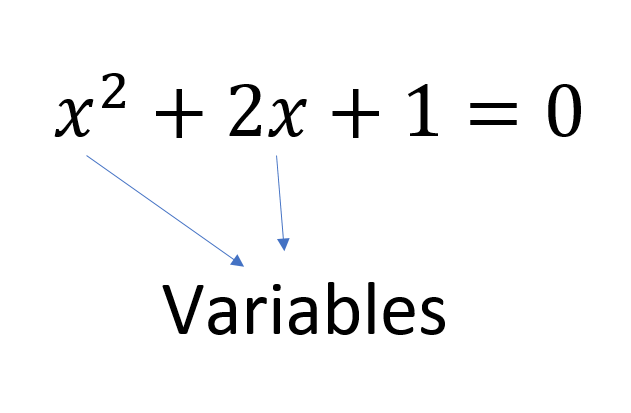 x² + 2x + 1 = 0
Variables